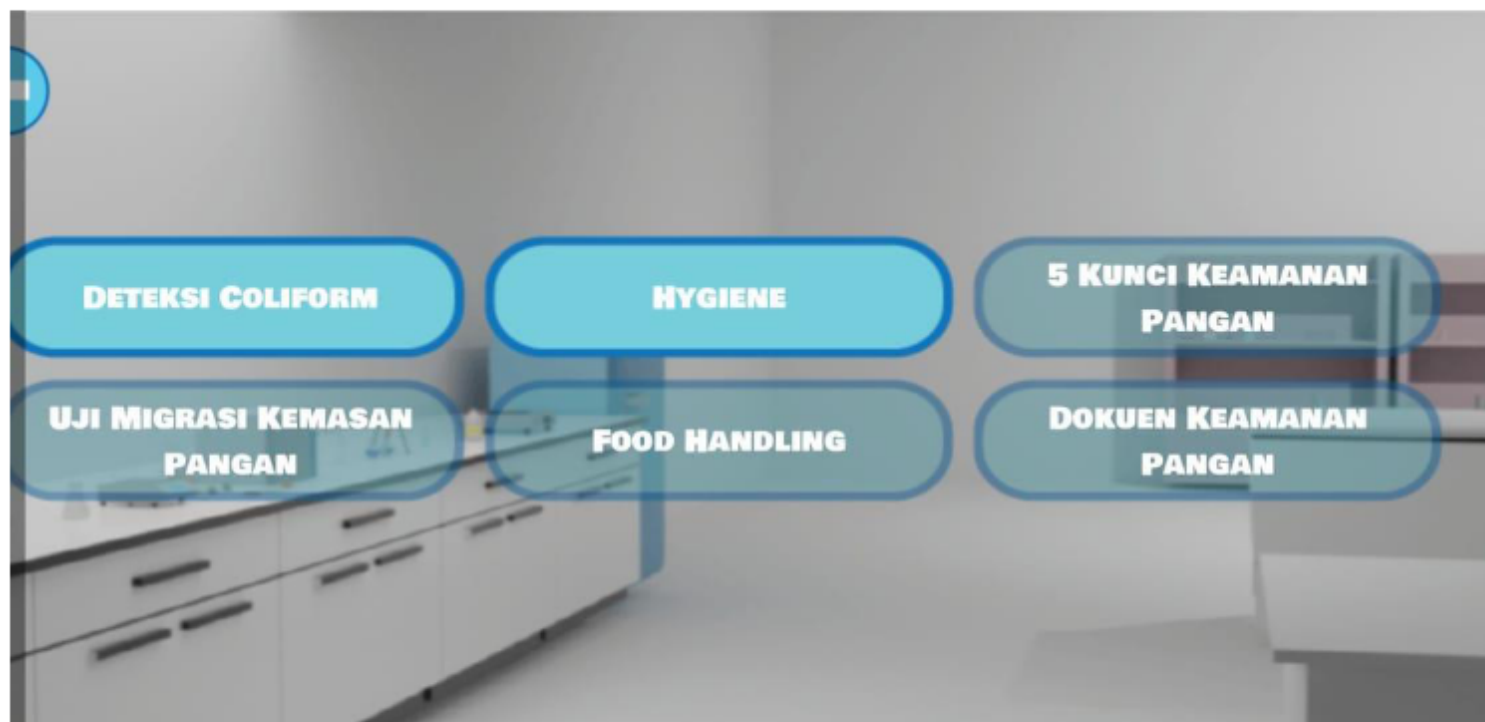 Deteksi Coliform
Hygiene
5 Kunci Keamanan
Pangan
Uji Migrasi Kemasan
Pangan
Food Handling
Dokuen Keamanan
Pangan